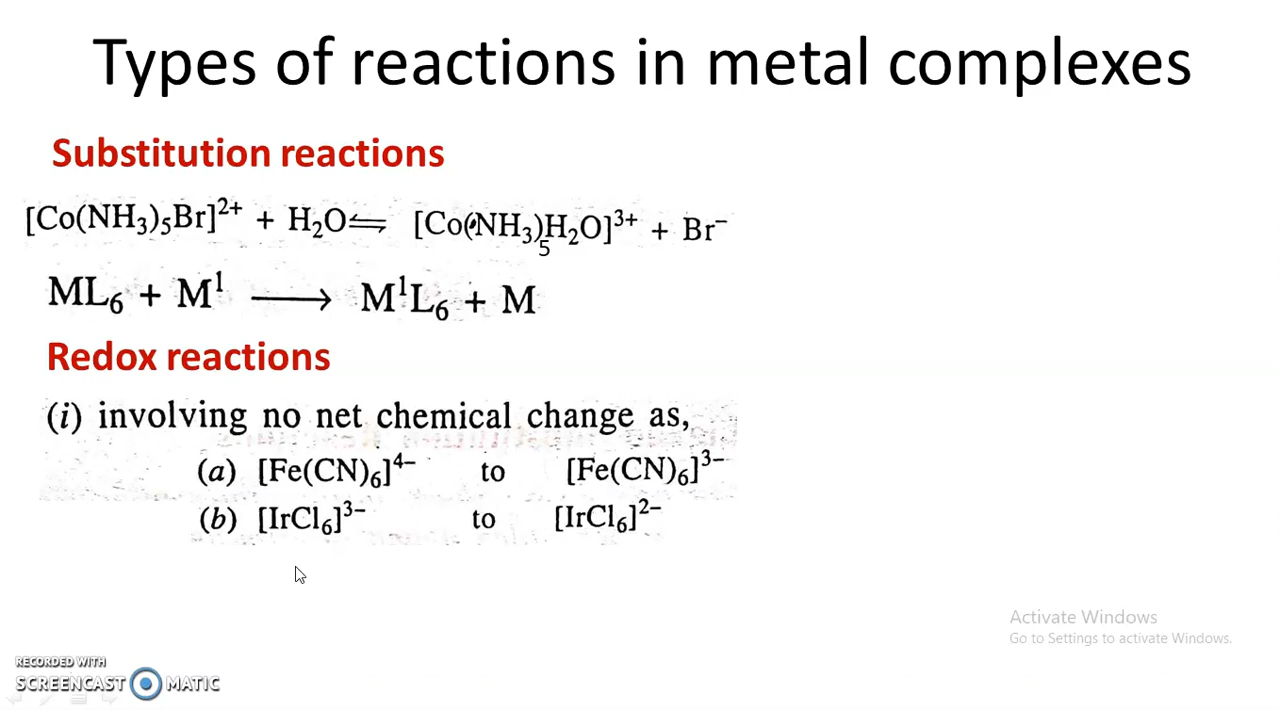 Types of reactions in metal complexes
Substitution reactions
[Co(NH₃)₅Br]²⁺ + H₂O ⇌ [Co(NH₃)₅H₂O]³⁺ + Br⁻
ML₆ + M¹ ⟶ M¹L₆ + M
Redox reactions
(i) involving no net chemical change as,
(a) [Fe(CN)₆]⁴⁻ to [Fe(CN)₆]³⁻
(b) [IrCl₆]³⁻ to [IrCl₆]²⁻
Activate Windows
Go to Settings to activate Windows.
RECORDED WITH
SCREENCAST MATIC